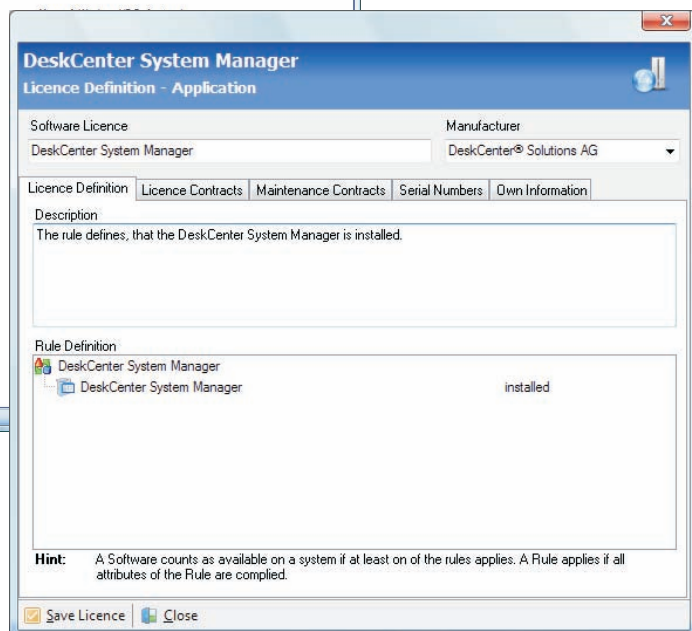 DeskCenter System Manager
Licence Definition - Application
Software Licence Manufacturer
DeskCenter System Manager DeskCenter® Solutions AG
Licence Definition Licence Contracts Maintenance Contracts Serial Numbers Own Information
Description
The rule defines, that the DeskCenter System Manager is installed.
Rule Definition
DeskCenter System Manager
DeskCenter System Manager installed
Hint: A Software counts as available on a system if at least on of the rules applies. A Rule applies if all
attributes of the Rule are complied.
Save Licence Close